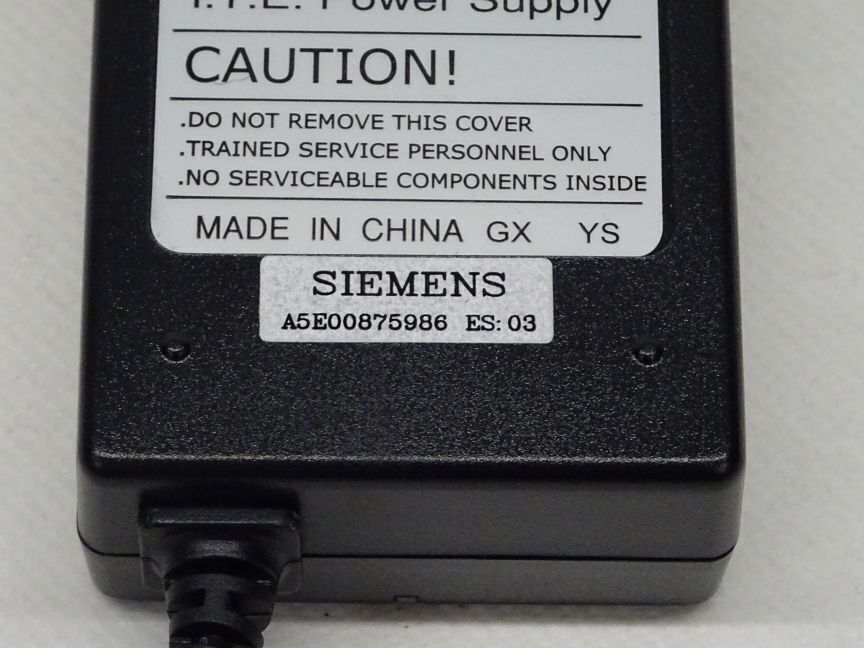 I.T.E. Power Supply
CAUTION!
.DO NOT REMOVE THIS COVER
.TRAINED SERVICE PERSONNEL ONLY
.NO SERVICEABLE COMPONENTS INSIDE
MADE IN CHINA GX YS
SIEMENS
A5E00875986 ES: 03